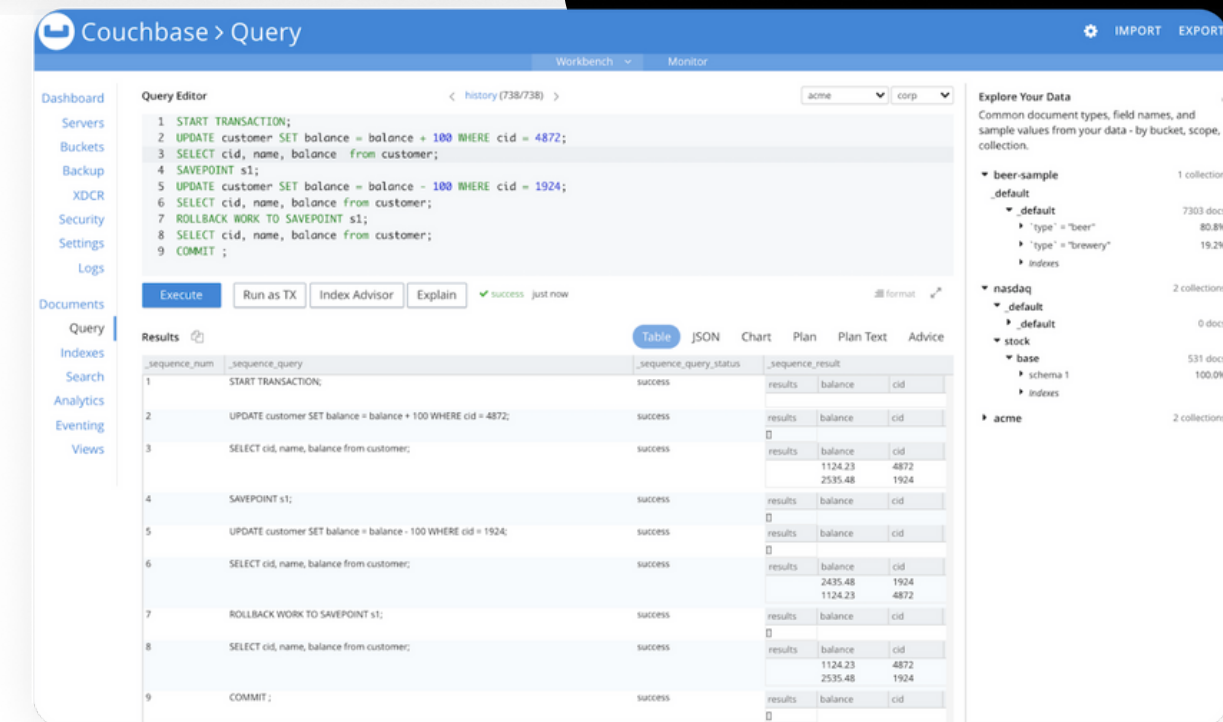 Couchbase > Query
IMPORT EXPORT
Workbench Monitor
Dashboard
Servers
Buckets
Backup
XDCR
Security
Settings
Logs
Documents
Query
Indexes
Search
Analytics
Eventing
Views
Query Editor
history (738/738)
acme corp
1 START TRANSACTION;
2 UPDATE customer SET balance = balance + 100 WHERE cid = 4872;
3 SELECT cid, name, balance from customer;
4 SAVEPOINT s1;
5 UPDATE customer SET balance = balance - 100 WHERE cid = 1924;
6 SELECT cid, name, balance from customer;
7 ROLLBACK WORK TO SAVEPOINT s1;
8 SELECT cid, name, balance from customer;
9 COMMIT ;
Execute Run as TX Index Advisor Explain success just now format
Results Table JSON Chart Plan Plan Text Advice
_sequence_num _sequence_query _sequence_query_status _sequence_result
1 START TRANSACTION; success results balance cid
2 UPDATE customer SET balance = balance + 100 WHERE cid = 4872; success results balance cid
[]
3 SELECT cid, name, balance from customer; success results balance cid
1124.23 4872
2535.48 1924
4 SAVEPOINT s1; success results balance cid
[]
5 UPDATE customer SET balance = balance - 100 WHERE cid = 1924; success results balance cid
[]
6 SELECT cid, name, balance from customer; success results balance cid
2435.48 1924
1124.23 4872
7 ROLLBACK WORK TO SAVEPOINT s1; success results balance cid
[]
8 SELECT cid, name, balance from customer; success results balance cid
1124.23 4872
2535.48 1924
9 COMMIT ; success results balance cid
[]
Explore Your Data
Common document types, field names, and
sample values from your data - by bucket, scope,
collection.
beer-sample 1 collection
_default
_default 7303 docs
`type` = "beer" 80.8%
`type` = "brewery" 19.2%
Indexes
nasdaq 2 collections
_default
_default 0 docs
stock
base 531 docs
schema 1 100.0%
Indexes
acme 2 collections